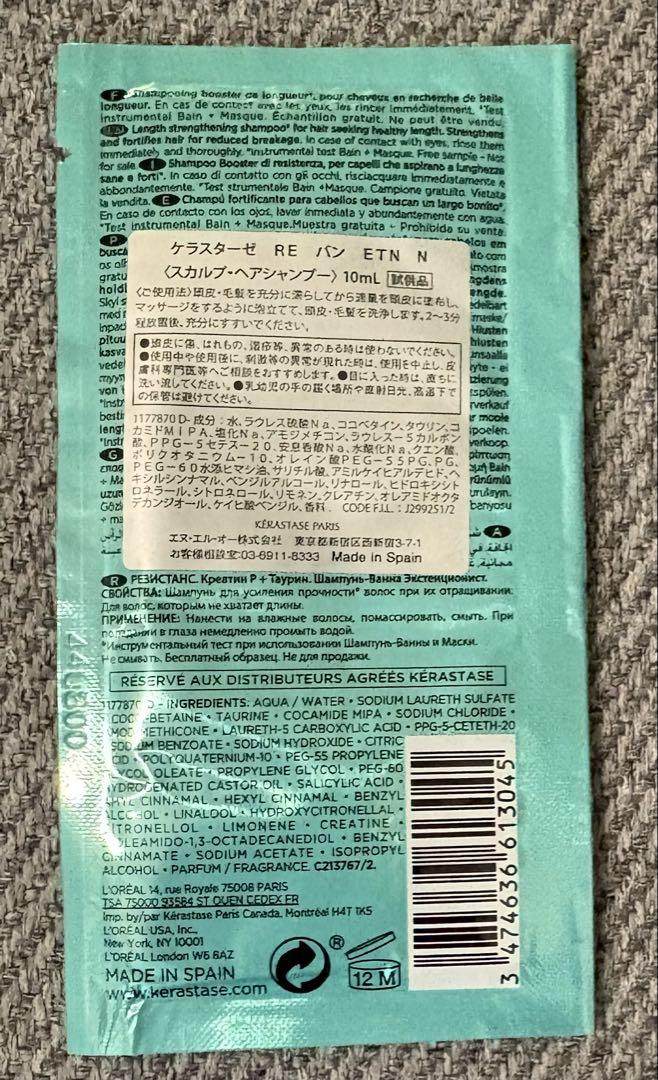 F Shampooing booster de longueur*, pour cheveux en recherche de belle
longueur. En cas de contact avec les yeux, les rincer immédiatement. *Test
instrumental Bain + Masque. Échantillon gratuit. Ne peut être vendu.
Length strengthening shampoo* for hair seeking healthy length. Strengthens
and fortifies hair for reduced breakage. In case of contact with eyes, rinse them
immediately and thoroughly. *Instrumental test Bain + Masque. Free sample - Not
for sale. I Shampoo Booster di resistenza, per capelli che aspirano a lunghezze
sane e forti*. In caso di contatto con gli occhi, risciacquare immediatamente e
abbondantemente. *Test strumentale Bain +Masque. Campione gratuito. Vietata
la vendita. E Champú fortificante para cabellos que buscan un largo bonito*.
En caso de contacto con los ojos, lavar inmediata y abundantemente con agua.
*Test instrumental Bain + Masque. Muestra gratuita - Prohibida su venta.
P
ケラスターゼ RE バン ETN N
〈スカルプ・ヘアシャンプー〉 10mL 試供品
〈ご使用法〉頭皮・毛髪を充分に濡らしてから適量を頭皮に塗布し、
マッサージをするように泡立てて、頭皮・毛髪を洗浄します。2〜3分
程放置後、充分にすすいでください。
●頭皮に傷、はれもの、湿疹等、異常のある時は使わないでください。
●使用中や使用後に、刺激等の異常が現れた時は、使用を中止し、皮
膚科専門医等へご相談をおすすめします。●目に入った時は、直ちに
洗い流してください。●乳幼児の手の届く場所や直射日光、高温下で
の保管は避けてください。
1177870 D-成分：水、ラウレス硫酸Na、ココベタイン、タウリン、コ
カミドMIPA、塩化Na、アモジメチコン、ラウレス-5カルボン
酸、PPG-5セテス-20、安息香酸Na、水酸化Na、クエン酸、
ポリクオタニウム-10、オレイン酸PEG-55PG、PG、
PEG-60水添ヒマシ油、サリチル酸、アミルケイヒアルデヒド、ヘ
キシルシンナマル、ベンジルアルコール、リナロール、ヒドロキシシト
ロネラール、シトロネロール、リモネン、クレアチン、オレアミドオクタ
デカンジオール、ケイヒ酸ベンジル、香料. CODE F.I.L. : J299251/2
KÉRASTASE PARIS
エヌ・エル・オー株式会社 東京都新宿区西新宿3-7-1
お客様相談室:03-6911-8333 Made in Spain
R РЕЗИСТАНС. Креатин Р + Таурин. Шампунь-Ванна Экстенционист.
СВОЙСТВА: Шампунь для усиления прочности* волос при их отращивании.
Для волос, которым не хватает длины.
ПРИМЕНЕНИЕ: Нанести на влажные волосы, помассировать, смыть. При
попадании в глаза немедленно промыть водой.
*Инструментальный тест при использовании Шампунь-Ванны и Маски.
Не смывать. Бесплатный образец. Не для продажи.
RÉSERVÉ AUX DISTRIBUTEURS AGRÉÉS KÉRASTASE
1177870 D - INGREDIENTS: AQUA / WATER • SODIUM LAURETH SULFATE
COCO-BETAINE • TAURINE • COCAMIDE MIPA • SODIUM CHLORIDE •
AMODIMETHICONE • LAURETH-5 CARBOXYLIC ACID • PPG-5-CETETH-20
SODIUM BENZOATE • SODIUM HYDROXIDE • CITRIC
ACID • POLYQUATERNIUM-10 • PEG-55 PROPYLENE
GLYCOL OLEATE • PROPYLENE GLYCOL • PEG-60
HYDROGENATED CASTOR OIL • SALICYLIC ACID •
AMYL CINNAMAL • HEXYL CINNAMAL • BENZYL
ALCOHOL • LINALOOL • HYDROXYCITRONELLAL •
CITRONELLOL • LIMONENE • CREATINE •
OLEAMIDO-1,3-OCTADECANEDIOL • BENZYL
CINNAMATE • SODIUM ACETATE • ISOPROPYL
ALCOHOL • PARFUM / FRAGRANCE. CZ13767/2.
L'ORÉAL 14, rue Royale 75008 PARIS
TSA 75000 93584 ST OUEN CEDEX FR
Imp. by/par Kérastase Paris Canada, Montréal H4T 1K5
L'ORÉAL USA, Inc.,
New York, NY 10001
L'ORÉAL London W6 8AZ
MADE IN SPAIN
www.kerastase.com
®
12 M
3 474636 613045